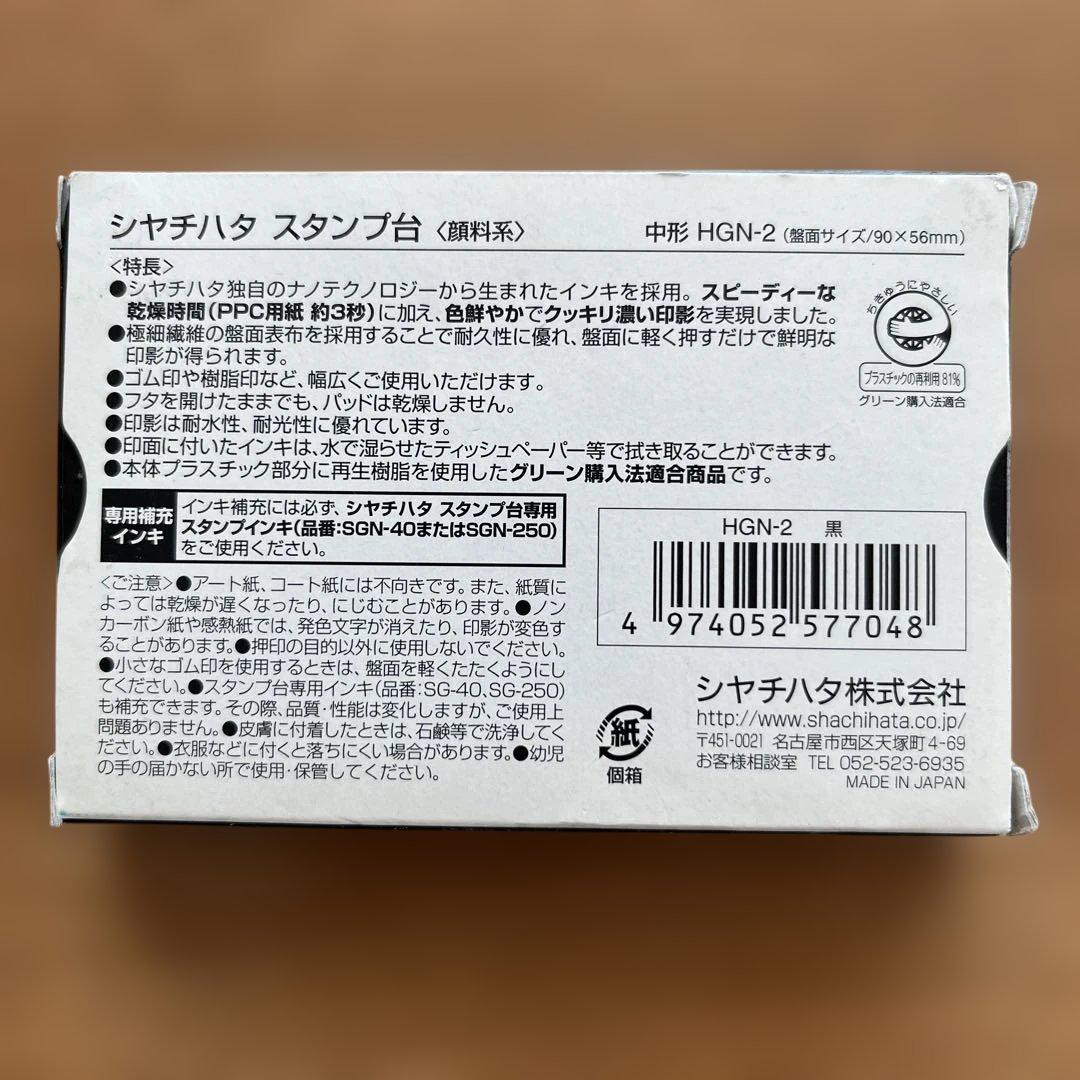 シヤチハタ スタンプ台〈顔料系〉 中形 HGN-2(盤面サイズ/90×56mm)
〈特長〉
●シヤチハタ独自のナノテクノロジーから生まれたインキを採用。スピーディーな
乾燥時間(PPC用紙 約3秒)に加え、色鮮やかでクッキリ濃い印影を実現しました。
●極細繊維の盤面表布を採用することで耐久性に優れ、盤面に軽く押すだけで鮮明な
印影が得られます。
●ゴム印や樹脂印など、幅広くご使用いただけます。
●フタを開けたままでも、パッドは乾燥しません。
●印影は耐水性、耐光性に優れています。
●印面に付いたインキは、水で湿らせたティッシュペーパー等で拭き取ることができます。
●本体プラスチック部分に再生樹脂を使用したグリーン購入法適合商品です。
ちきゅうにやさしい
プラスチックの再利用81%
グリーン購入法適合
専用補充
インキ
インキ補充には必ず、シヤチハタ スタンプ台専用
スタンプインキ(品番:SGN-40またはSGN-250)
をご使用ください。
〈ご注意〉●アート紙、コート紙には不向きです。また、紙質に
よっては乾燥が遅くなったり、にじむことがあります。●ノン
カーボン紙や感熱紙では、発色文字が消えたり、印影が変色す
ることがあります。●押印の目的以外に使用しないでください。
●小さなゴム印を使用するときは、盤面を軽くたたくようにし
てください。●スタンプ台専用インキ(品番:SG-40、SG-250)
も補充できます。その際、品質・性能は変化しますが、ご使用上
問題ありません。●皮膚に付着したときは、石鹸等で洗浄してく
ださい。●衣服などに付くと落ちにくい場合があります。●幼児
の手の届かない所で使用・保管してください。
HGN-2 黒
4 974052 577048
紙
個箱
シヤチハタ株式会社
http://www.shachihata.co.jp/
〒451-0021 名古屋市西区天塚町4-69
お客様相談室 TEL 052-523-6935
MADE IN JAPAN